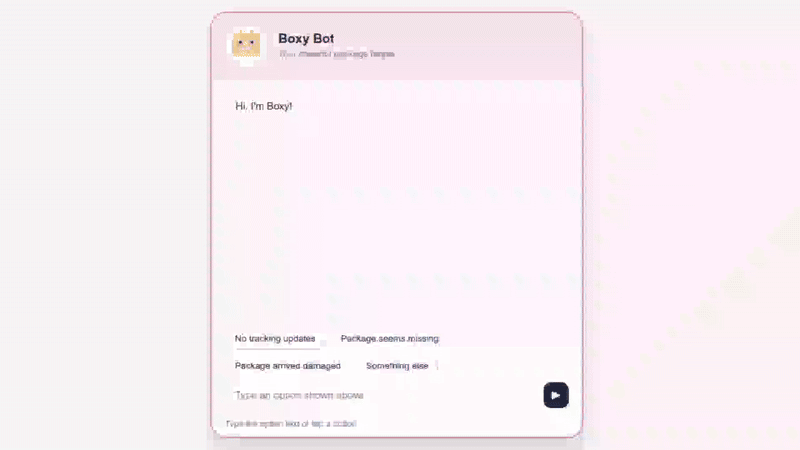 Boxy Bot
Your cheerful package helper
Hi, I'm Boxy!
No tracking updates
Package seems missing
Package arrived damaged
Something else
Type an option shown above
Type the option text or tap a button